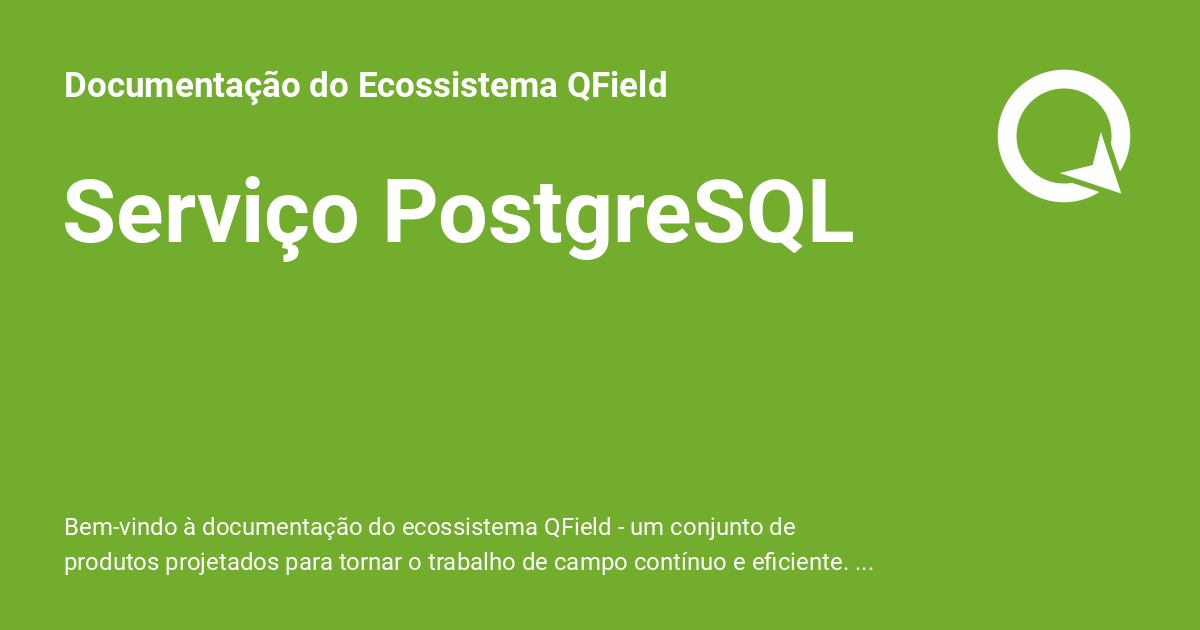 Documentação do Ecossistema QField
Serviço PostgreSQL
Bem-vindo à documentação do ecossistema QField - um conjunto de
produtos projetados para tornar o trabalho de campo contínuo e eficiente. ...